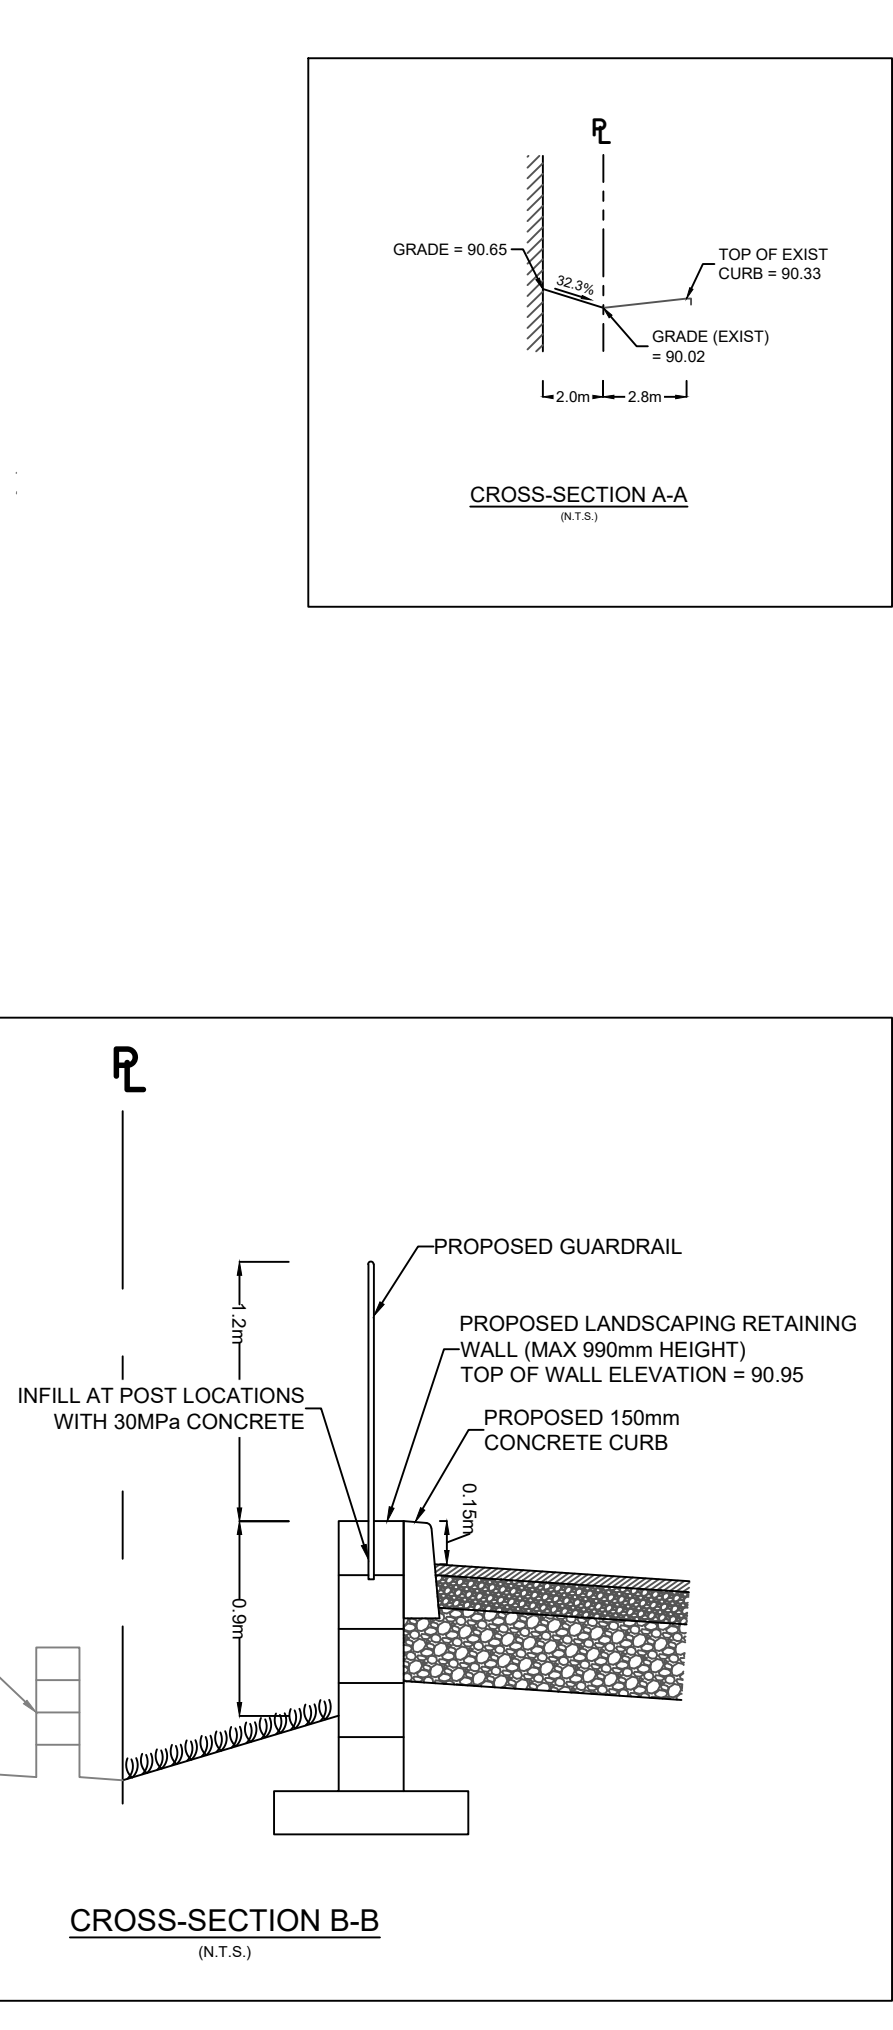 PL
GRADE = 90.65
32.3%
TOP OF EXIST
CURB = 90.33
GRADE (EXIST)
= 90.02
2.0m
2.8m
CROSS-SECTION A-A
(N.T.S.)
PL
PROPOSED GUARDRAIL
1.2m
PROPOSED LANDSCAPING RETAINING
WALL (MAX 990mm HEIGHT)
TOP OF WALL ELEVATION = 90.95
INFILL AT POST LOCATIONS
WITH 30MPa CONCRETE
PROPOSED 150mm
CONCRETE CURB
0.15m
0.9m
CROSS-SECTION B-B
(N.T.S.)